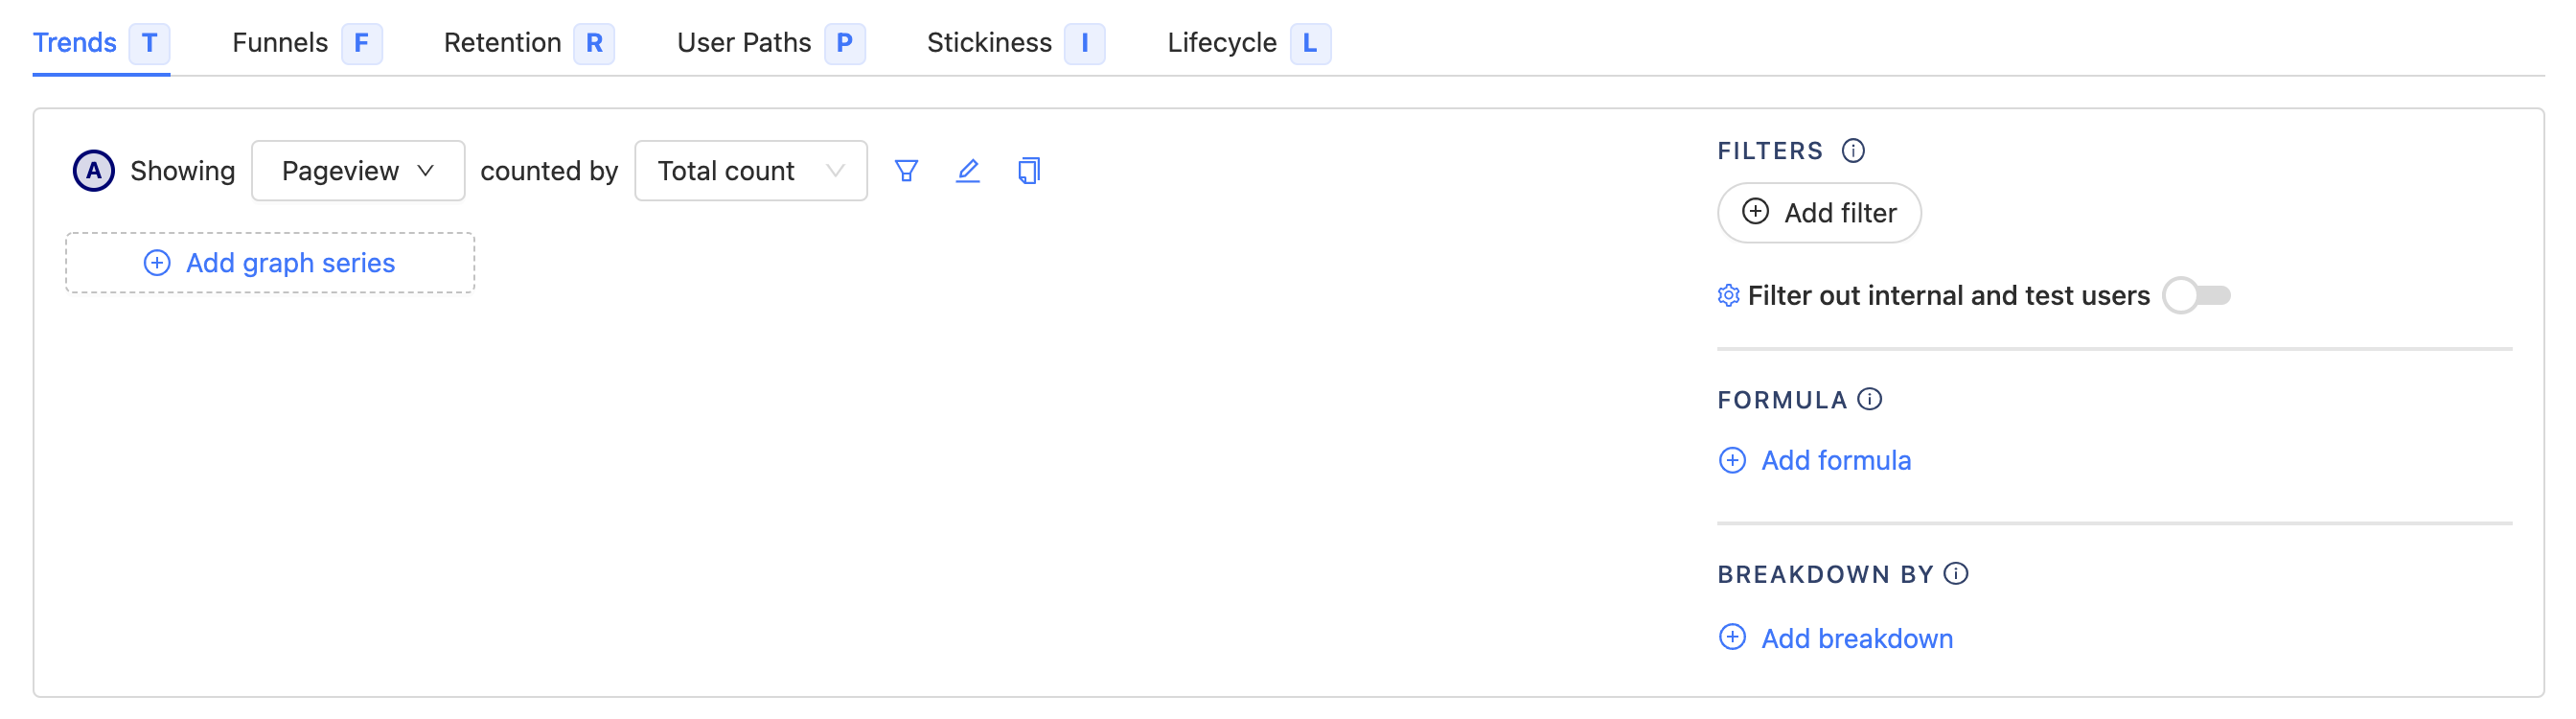 Trends T Funnels F Retention R User Paths P Stickiness I Lifecycle L
A Showing Pageview counted by Total count
Add graph series
FILTERS
Add filter
Filter out internal and test users
FORMULA
Add formula
BREAKDOWN BY
Add breakdown